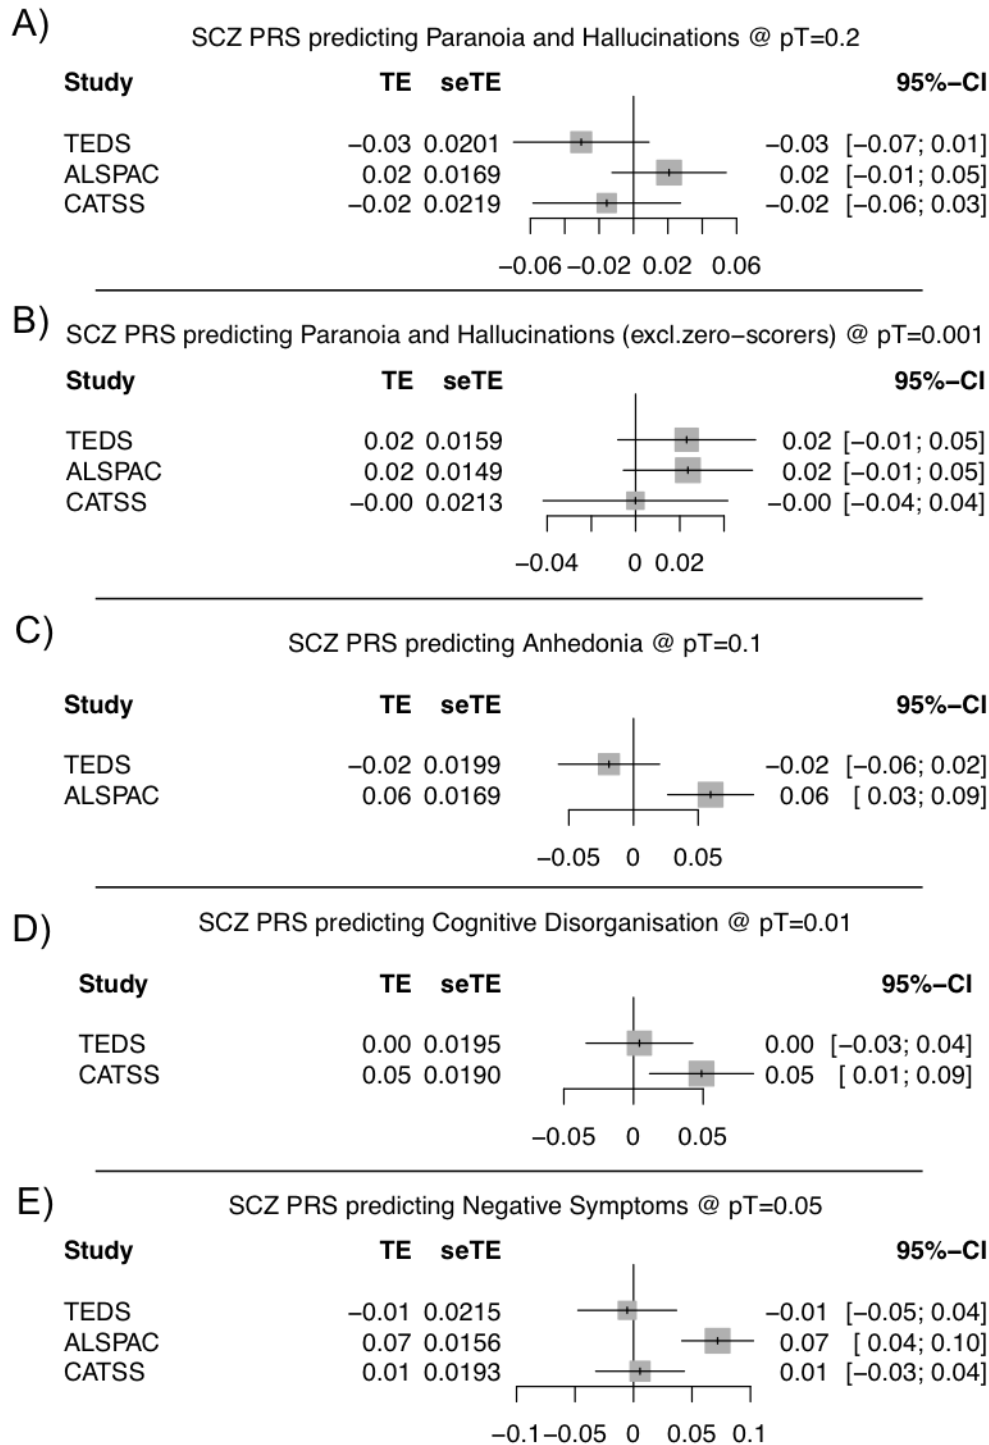 A)
SCZ PRS predicting Paranoia and Hallucinations @ pT=0.2
Study TE seTE 95%−CI
TEDS −0.03 0.0201 −0.03 [−0.07; 0.01]
ALSPAC 0.02 0.0169 0.02 [−0.01; 0.05]
CATSS −0.02 0.0219 −0.02 [−0.06; 0.03]
−0.06 −0.02 0.02 0.06
B)
SCZ PRS predicting Paranoia and Hallucinations (excl.zero−scorers) @ pT=0.001
Study TE seTE 95%−CI
TEDS 0.02 0.0159 0.02 [−0.01; 0.05]
ALSPAC 0.02 0.0149 0.02 [−0.01; 0.05]
CATSS −0.00 0.0213 −0.00 [−0.04; 0.04]
−0.04 0 0.02
C)
SCZ PRS predicting Anhedonia @ pT=0.1
Study TE seTE 95%−CI
TEDS −0.02 0.0199 −0.02 [−0.06; 0.02]
ALSPAC 0.06 0.0169 0.06 [ 0.03; 0.09]
−0.05 0 0.05
D)
SCZ PRS predicting Cognitive Disorganisation @ pT=0.01
Study TE seTE 95%−CI
TEDS 0.00 0.0195 0.00 [−0.03; 0.04]
CATSS 0.05 0.0190 0.05 [ 0.01; 0.09]
−0.05 0 0.05
E)
SCZ PRS predicting Negative Symptoms @ pT=0.05
Study TE seTE 95%−CI
TEDS −0.01 0.0215 −0.01 [−0.05; 0.04]
ALSPAC 0.07 0.0156 0.07 [ 0.04; 0.10]
CATSS 0.01 0.0193 0.01 [−0.03; 0.04]
−0.1 −0.05 0 0.05 0.1